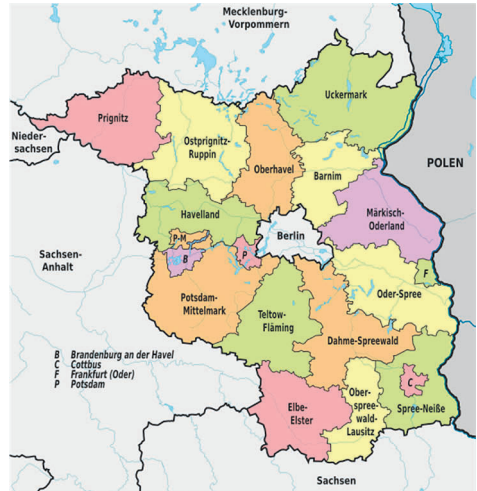 Mecklenburg-
Vorpommern
Uckermark
Prignitz
Nieder-
sachsen
Ostprignitz-
Ruppin
Oberhavel
Barnim
POLEN
Havelland
Märkisch-
Oderland
Berlin
P-M
B
P
Sachsen-
Anhalt
F
Oder-Spree
Potsdam-
Mittelmark
Teltow-
Fläming
Dahme-Spreewald
B Brandenburg an der Havel
C Cottbus
F Frankfurt (Oder)
P Potsdam
C
Elbe-
Elster
Ober-
spree-
wald-
Lausitz
Spree-Neiße
Sachsen